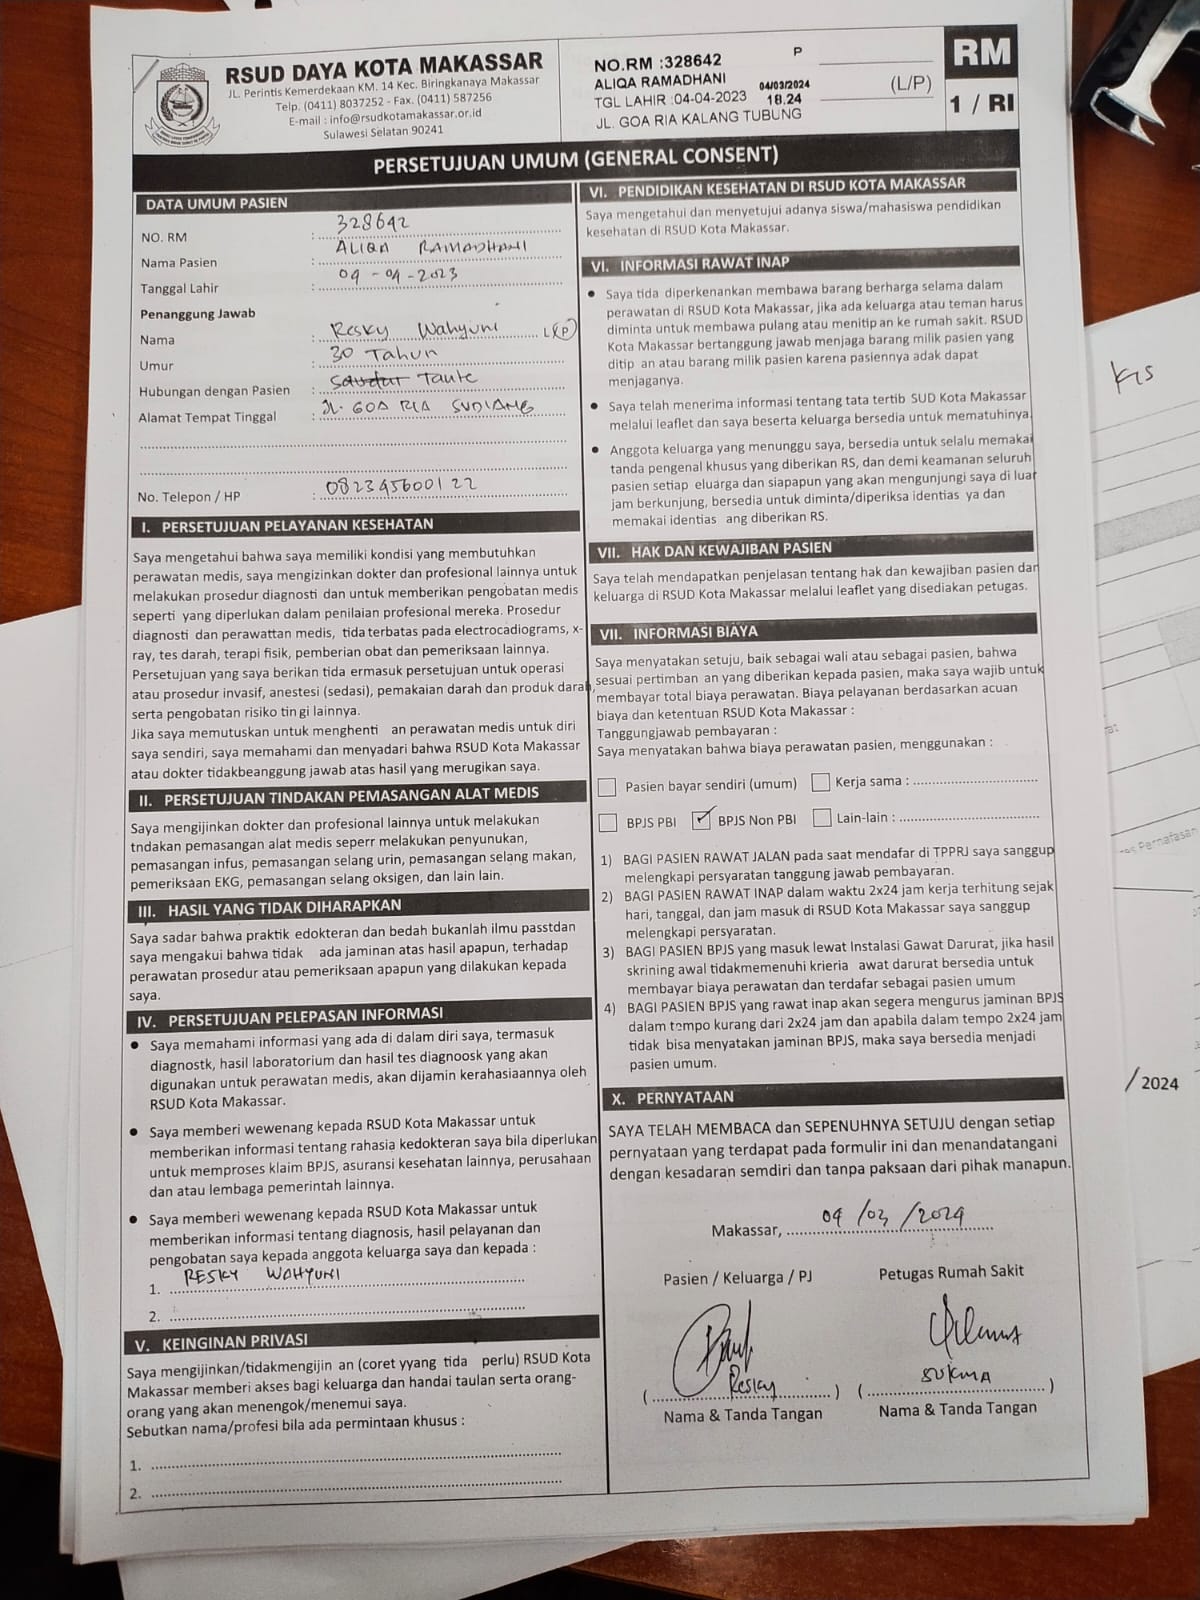 RSUD DAYA KOTA MAKASSAR
JL. Perintis Kemerdekaan KM. 14 Kec. Biringkanaya Makassar
Telp. (0411) 8037252 - Fax. (0411) 587256
E-mail : info@rsudkotamakassar.or.id
Sulawesi Selatan 90241
NO.RM :328642 P
ALIQA RAMADHANI
TGL LAHIR :04-04-2023 04/03/2024 18.24
JL. GOA RIA KALANG TUBUNG
(L/P)
RM
1 / RI
PERSETUJUAN UMUM (GENERAL CONSENT)
DATA UMUM PASIEN
NO. RM : 328642
Nama Pasien : ALIQA RAMADHANI
Tanggal Lahir : 04-04-2023
Penanggung Jawab
Nama : Resky Wahyuni L/P
Umur : 30 Tahun
Hubungan dengan Pasien : Saudar Tante
Alamat Tempat Tinggal : JL. GOA RIA SUDIANG
No. Telepon / HP : 082345600122
I. PERSETUJUAN PELAYANAN KESEHATAN
Saya mengetahui bahwa saya memiliki kondisi yang membutuhkan
perawatan medis, saya mengizinkan dokter dan profesional lainnya untuk
melakukan prosedur diagnosti dan untuk memberikan pengobatan medis
seperti yang diperlukan dalam penilaian profesional mereka. Prosedur
diagnosti dan perawattan medis, tida terbatas pada electrocadiograms, x-
ray, tes darah, terapi fisik, pemberian obat dan pemeriksaan lainnya.
Persetujuan yang saya berikan tida ermasuk persetujuan untuk operasi
atau prosedur invasif, anestesi (sedasi), pemakaian darah dan produk darah,
serta pengobatan risiko tin gi lainnya.
Jika saya memutuskan untuk menghenti an perawatan medis untuk diri
saya sendiri, saya memahami dan menyadari bahwa RSUD Kota Makassar
atau dokter tidakbeanggung jawab atas hasil yang merugikan saya.
II. PERSETUJUAN TINDAKAN PEMASANGAN ALAT MEDIS
Saya mengijinkan dokter dan profesional lainnya untuk melakukan
tndakan pemasangan alat medis seperr melakukan penyunukan,
pemasangan infus, pemasangan selang urin, pemasangan selang makan,
pemeriksaan EKG, pemasangan selang oksigen, dan lain lain.
III. HASIL YANG TIDAK DIHARAPKAN
Saya sadar bahwa praktik edokteran dan bedah bukanlah ilmu passtdan
saya mengakui bahwa tidak ada jaminan atas hasil apapun, terhadap
perawatan prosedur atau pemeriksaan apapun yang dilakukan kepada
saya.
IV. PERSETUJUAN PELEPASAN INFORMASI
• Saya memahami informasi yang ada di dalam diri saya, termasuk
diagnostk, hasil laboratorium dan hasil tes diagnoosk yang akan
digunakan untuk perawatan medis, akan dijamin kerahasiaannya oleh
RSUD Kota Makassar.
• Saya memberi wewenang kepada RSUD Kota Makassar untuk
memberikan informasi tentang rahasia kedokteran saya bila diperlukan
untuk memproses klaim BPJS, asuransi kesehatan lainnya, perusahaan
dan atau lembaga pemerintah lainnya.
• Saya memberi wewenang kepada RSUD Kota Makassar untuk
memberikan informasi tentang diagnosis, hasil pelayanan dan
pengobatan saya kepada anggota keluarga saya dan kepada :
1. RESKY WAHYUNI
2.
V. KEINGINAN PRIVASI
Saya mengijinkan/tidakmengijin an (coret yyang tida perlu) RSUD Kota
Makassar memberi akses bagi keluarga dan handai taulan serta orang-
orang yang akan menengok/menemui saya.
Sebutkan nama/profesi bila ada permintaan khusus :
1.
2.
VI. PENDIDIKAN KESEHATAN DI RSUD KOTA MAKASSAR
Saya mengetahui dan menyetujui adanya siswa/mahasiswa pendidikan
kesehatan di RSUD Kota Makassar.
VI. INFORMASI RAWAT INAP
• Saya tida diperkenankan membawa barang berharga selama dalam
perawatan di RSUD Kota Makassar, jika ada keluarga atau teman harus
diminta untuk membawa pulang atau menitip an ke rumah sakit. RSUD
Kota Makassar bertanggung jawab menjaga barang milik pasien yang
ditip an atau barang milik pasien karena pasiennya adak dapat
menjaganya.
• Saya telah menerima informasi tentang tata tertib SUD Kota Makassar
melalui leaflet dan saya beserta keluarga bersedia untuk mematuhinya
• Anggota keluarga yang menunggu saya, bersedia untuk selalu memakai
tanda pengenal khusus yang diberikan RS, dan demi keamanan seluruh
pasien setiap eluarga dan siapapun yang akan mengunjungi saya di luar
jam berkunjung, bersedia untuk diminta/diperiksa identias ya dan
memakai identias ang diberikan RS.
VII. HAK DAN KEWAJIBAN PASIEN
Saya telah mendapatkan penjelasan tentang hak dan kewajiban pasien dan
keluarga di RSUD Kota Makassar melalui leaflet yang disediakan petugas.
VII. INFORMASI BIAYA
Saya menyatakan setuju, baik sebagai wali atau sebagai pasien, bahwa
sesuai pertimban an yang diberikan kepada pasien, maka saya wajib untuk
membayar total biaya perawatan. Biaya pelayanan berdasarkan acuan
biaya dan ketentuan RSUD Kota Makassar :
Tanggungjawab pembayaran :
Saya menyatakan bahwa biaya perawatan pasien, menggunakan :
Pasien bayar sendiri (umum) Kerja sama :
BPJS PBI ✓ BPJS Non PBI Lain-lain :
1) BAGI PASIEN RAWAT JALAN pada saat mendafar di TPPRJ saya sanggup
melengkapi persyaratan tanggung jawab pembayaran.
2) BAGI PASIEN RAWAT INAP dalam waktu 2x24 jam kerja terhitung sejak
hari, tanggal, dan jam masuk di RSUD Kota Makassar saya sanggup
melengkapi persyaratan.
3) BAGI PASIEN BPJS yang masuk lewat Instalasi Gawat Darurat, jika hasil
skrining awal tidakmemenuhi krieria awat darurat bersedia untuk
membayar biaya perawatan dan terdafar sebagai pasien umum
4) BAGI PASIEN BPJS yang rawat inap akan segera mengurus jaminan BPJS
dalam tempo kurang dari 2x24 jam dan apabila dalam tempo 2x24 jam
tidak bisa menyatakan jaminan BPJS, maka saya bersedia menjadi
pasien umum.
X. PERNYATAAN
SAYA TELAH MEMBACA dan SEPENUHNYA SETUJU dengan setiap
pernyataan yang terdapat pada formulir ini dan menandatangani
dengan kesadaran semdiri dan tanpa paksaan dari pihak manapun.
Makassar, 04/03/2024
Pasien / Keluarga / PJ Petugas Rumah Sakit
( Resky ) ( SUKMA )
Nama & Tanda Tangan Nama & Tanda Tangan
Pernafasan
/ 2024